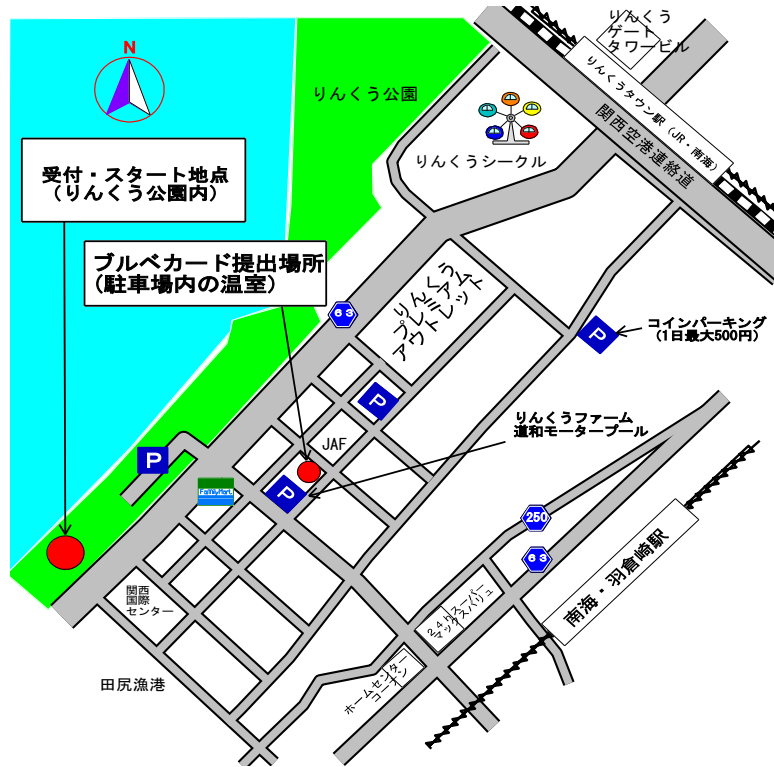 りんくう
ゲート
タワービル
N
りんくう公園
りんくうタウン駅（JR・南海）
関西空港連絡道
受付・スタート地点
（りんくう公園内）
りんくうシークル
ブルベカード提出場所
（駐車場内の温室）
りんくう
プレミアム
アウトレット
63
P
コインパーキング
（1日最大500円）
P
りんくうファーム
道和モータープール
JAF
P
P
FamilyMart
250
63
関西
国際
センター
24hスーパー
マックスバリュ
南海・羽倉崎駅
田尻漁港
ホームセンター
コーナン